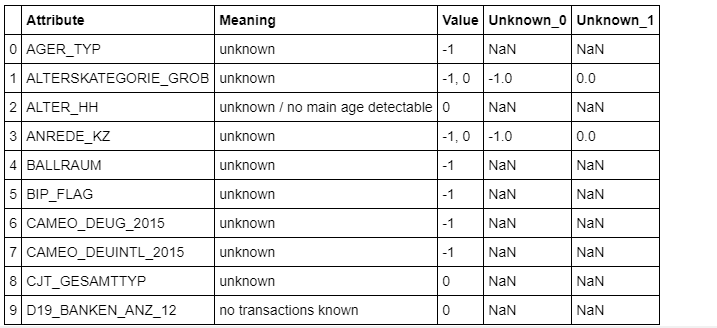 Attribute Meaning Value Unknown_0 Unknown_1
0 AGER_TYP unknown -1 NaN NaN
1 ALTERSKATEGORIE_GROB unknown -1, 0 -1.0 0.0
2 ALTER_HH unknown / no main age detectable 0 NaN NaN
3 ANREDE_KZ unknown -1, 0 -1.0 0.0
4 BALLRAUM unknown -1 NaN NaN
5 BIP_FLAG unknown -1 NaN NaN
6 CAMEO_DEUG_2015 unknown -1 NaN NaN
7 CAMEO_DEUINTL_2015 unknown -1 NaN NaN
8 CJT_GESAMTTYP unknown 0 NaN NaN
9 D19_BANKEN_ANZ_12 no transactions known 0 NaN NaN